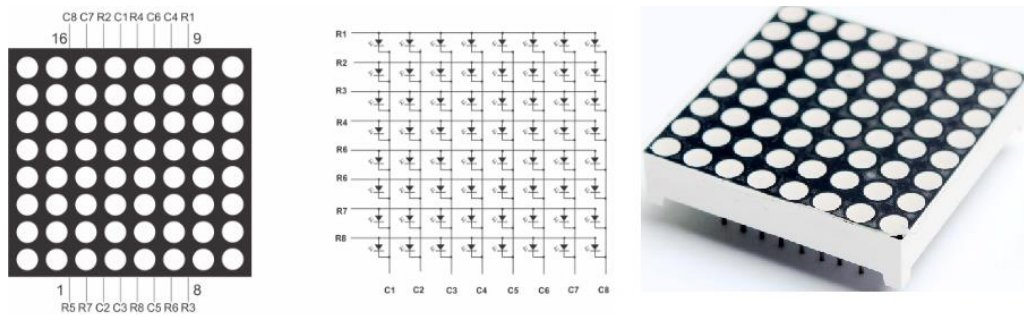 C8 C7 R2 C1 R4 C6 C4 R1
16 9
1 8
R5 R7 C2 C3 R8 C5 R6 R3
R1
R2
R3
R4
R6
R6
R7
R8
C1 C2 C3 C4 C5 C6 C7 C8